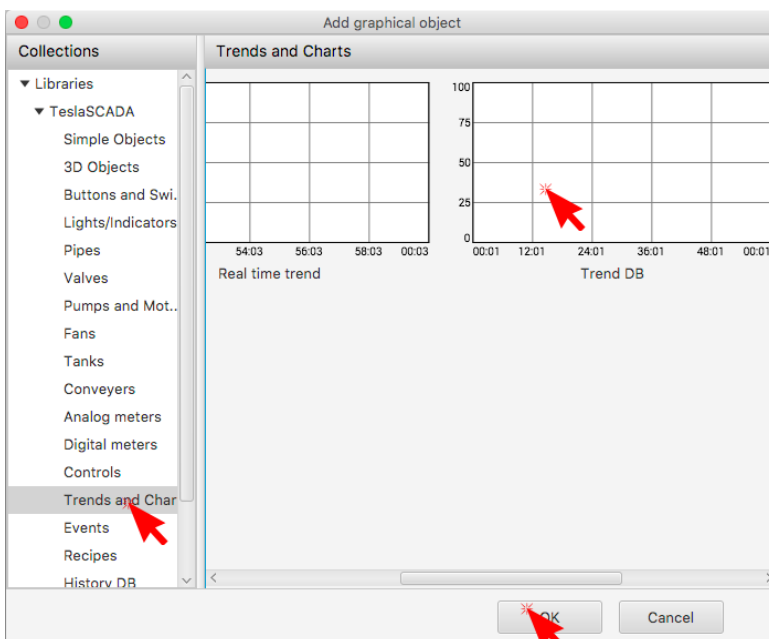 Add graphical object
Collections
Trends and Charts
Libraries
TeslaSCADA
Simple Objects
3D Objects
Buttons and Swi.
Lights/Indicators
Pipes
Valves
Pumps and Mot..
Fans
Tanks
Conveyers
Analog meters
Digital meters
Controls
Trends and Char
Events
Recipes
History DB
54:03 56:03 58:03 00:03
Real time trend
100
75
50
25
0
00:01 12:01 24:01 36:01 48:01 00:01
Trend DB
OK Cancel